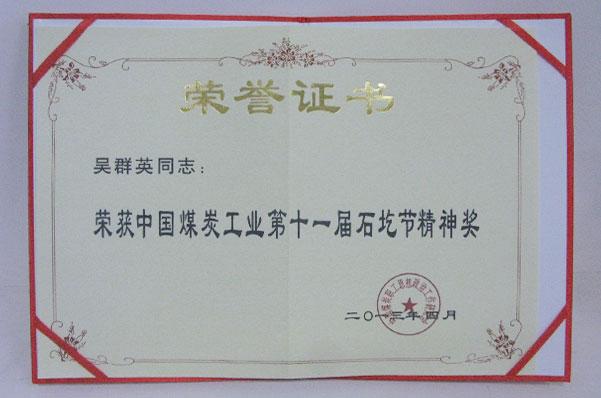 荣誉证书
吴群英同志：
荣获中国煤炭工业第十一届石圪节精神奖
二〇一三年四月